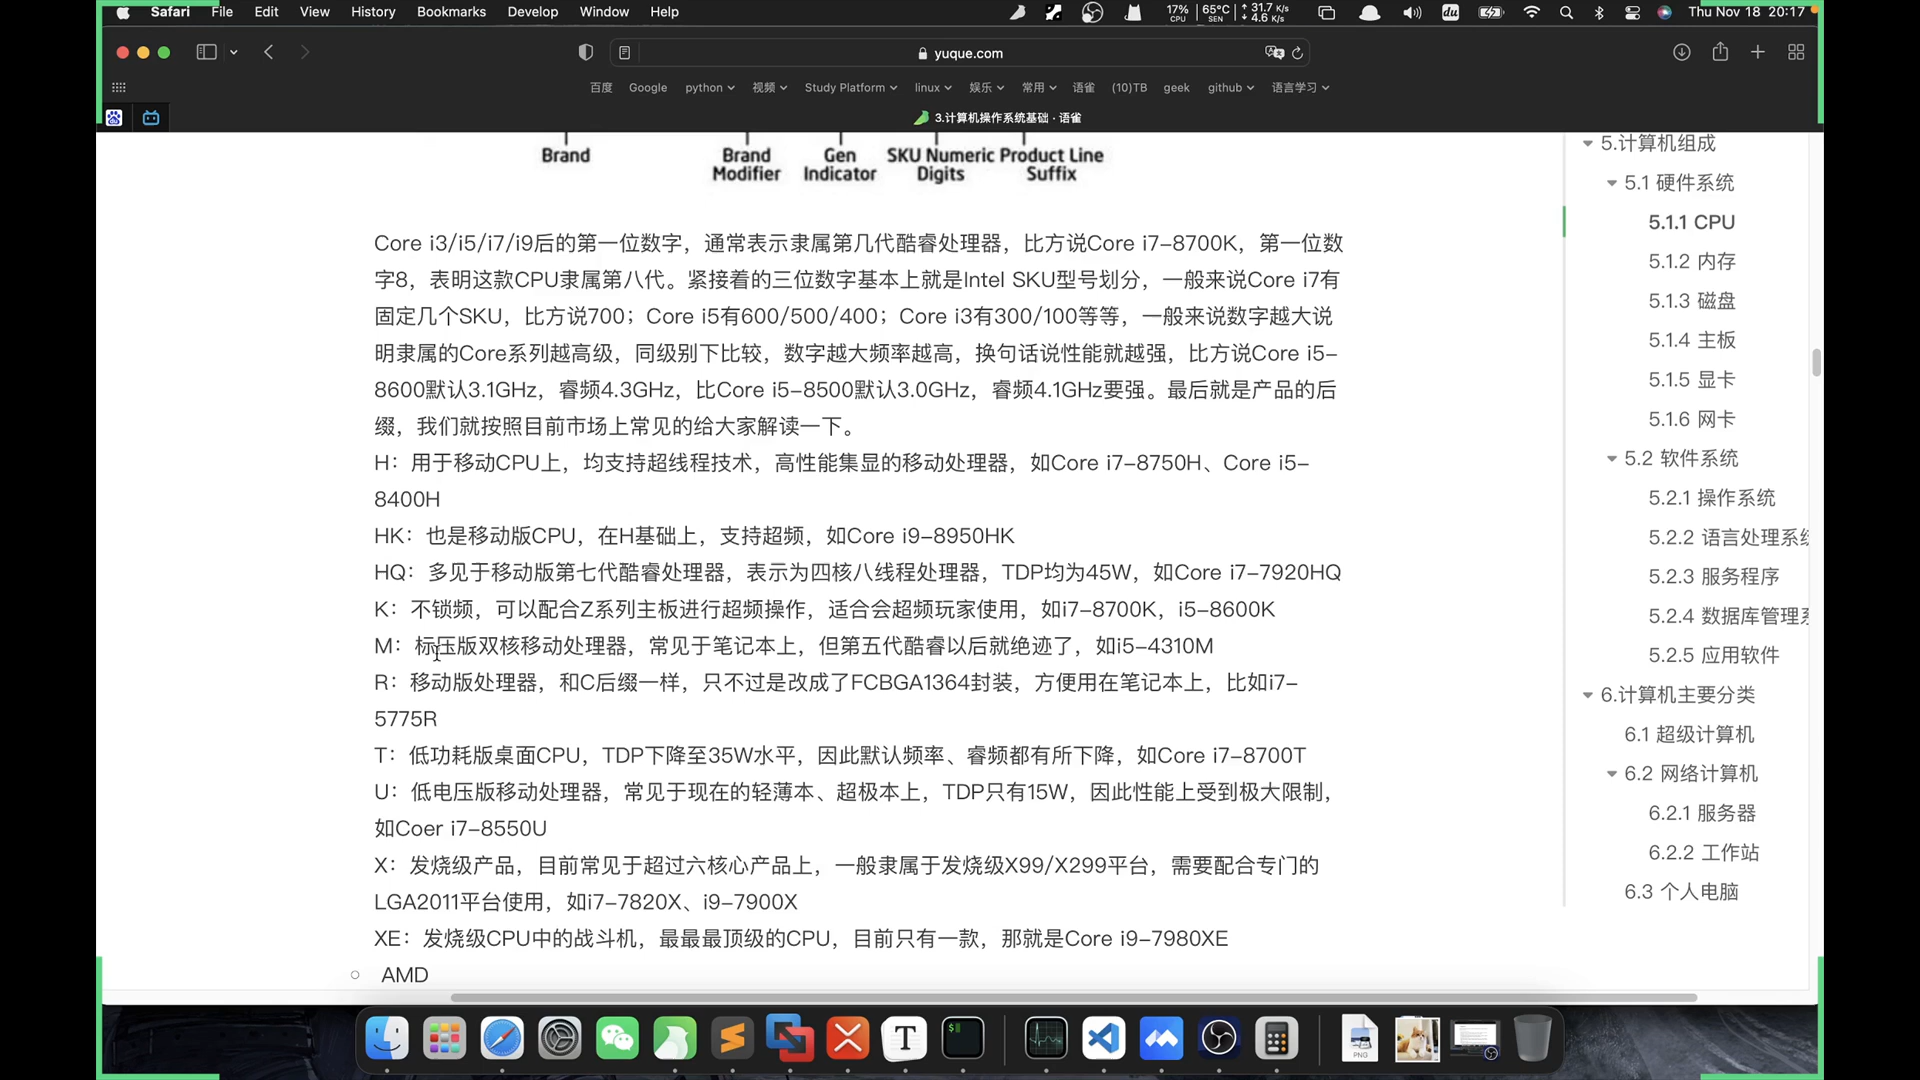 Safari File Edit View History Bookmarks Develop Window Help 17% CPU 65°C SEN 31.7 K/s 4.6 K/s du Thu Nov 18 20:17
yuque.com
百度 Google python 视频 Study Platform linux 娱乐 常用 语雀 (10)TB geek github 语言学习
3.计算机操作系统基础 · 语雀
Brand
Brand Modifier
Gen Indicator
SKU Numeric Digits
Product Line Suffix
Core i3/i5/i7/i9后的第一位数字，通常表示隶属第几代酷睿处理器，比方说Core i7-8700K，第一位数
字8，表明这款CPU隶属第八代。紧接着的三位数字基本上就是Intel SKU型号划分，一般来说Core i7有
固定几个SKU，比方说700；Core i5有600/500/400；Core i3有300/100等等，一般来说数字越大说
明隶属的Core系列越高级，同级别下比较，数字越大频率越高，换句话说性能就越强，比方说Core i5-
8600默认3.1GHz，睿频4.3GHz，比Core i5-8500默认3.0GHz，睿频4.1GHz要强。最后就是产品的后
缀，我们就按照目前市场上常见的给大家解读一下。
H：用于移动CPU上，均支持超线程技术，高性能集显的移动处理器，如Core i7-8750H、Core i5-
8400H
HK：也是移动版CPU，在H基础上，支持超频，如Core i9-8950HK
HQ：多见于移动版第七代酷睿处理器，表示为四核八线程处理器，TDP均为45W，如Core i7-7920HQ
K：不锁频，可以配合Z系列主板进行超频操作，适合会超频玩家使用，如i7-8700K，i5-8600K
M：标压版双核移动处理器，常见于笔记本上，但第五代酷睿以后就绝迹了，如i5-4310M
R：移动版处理器，和C后缀一样，只不过是改成了FCBGA1364封装，方便用在笔记本上，比如i7-
5775R
T：低功耗版桌面CPU，TDP下降至35W水平，因此默认频率、睿频都有所下降，如Core i7-8700T
U：低电压版移动处理器，常见于现在的轻薄本、超极本上，TDP只有15W，因此性能上受到极大限制，
如Coer i7-8550U
X：发烧级产品，目前常见于超过六核心产品上，一般隶属于发烧级X99/X299平台，需要配合专门的
LGA2011平台使用，如i7-7820X、i9-7900X
XE：发烧级CPU中的战斗机，最最最顶级的CPU，目前只有一款，那就是Core i9-7980XE
AMD
5.计算机组成
5.1 硬件系统
5.1.1 CPU
5.1.2 内存
5.1.3 磁盘
5.1.4 主板
5.1.5 显卡
5.1.6 网卡
5.2 软件系统
5.2.1 操作系统
5.2.2 语言处理系统
5.2.3 服务程序
5.2.4 数据库管理系
5.2.5 应用软件
6.计算机主要分类
6.1 超级计算机
6.2 网络计算机
6.2.1 服务器
6.2.2 工作站
6.3 个人电脑
T
$
PNG